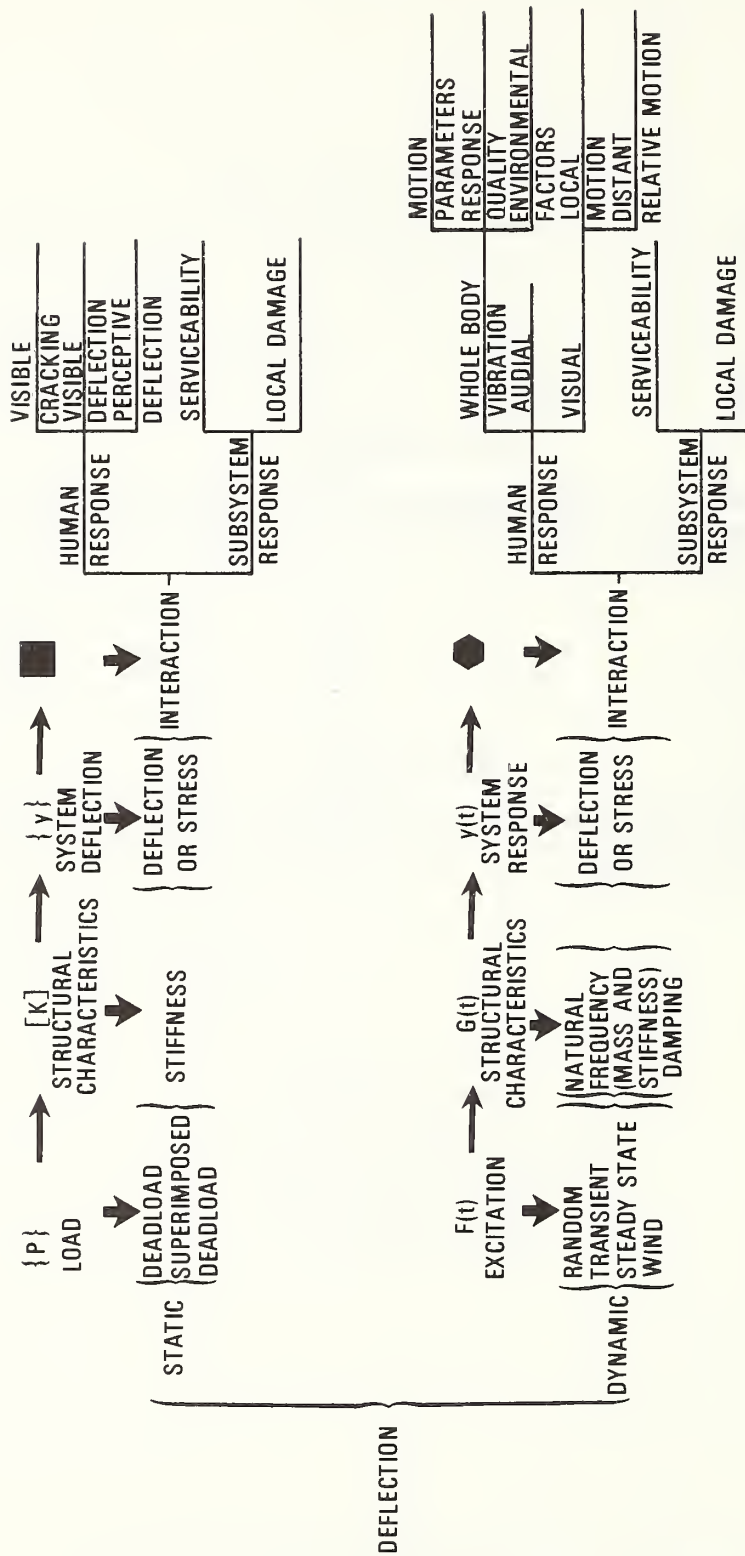 DEFLECTION
STATIC
{P}
LOAD
[K]
STRUCTURAL
CHARACTERISTICS
{y}
SYSTEM
DEFLECTION
DEADLOAD
SUPERIMPOSED
DEADLOAD
STIFFNESS
DEFLECTION
OR STRESS
INTERACTION
HUMAN
RESPONSE
VISIBLE
CRACKING
VISIBLE
DEFLECTION
PERCEPTIVE
DEFLECTION
SUBSYSTEM
RESPONSE
SERVICEABILITY
LOCAL DAMAGE
DYNAMIC
F(t)
EXCITATION
G(t)
STRUCTURAL
CHARACTERISTICS
y(t)
SYSTEM
RESPONSE
RANDOM
TRANSIENT
STEADY STATE
WIND
NATURAL
FREQUENCY
(MASS AND
STIFFNESS)
DAMPING
DEFLECTION
OR STRESS
INTERACTION
HUMAN
RESPONSE
WHOLE BODY
VIBRATION
AUDIAL
VISUAL
MOTION
PARAMETERS
RESPONSE
QUALITY
ENVIRONMENTAL
FACTORS
LOCAL
MOTION
DISTANT
RELATIVE MOTION
SUBSYSTEM
RESPONSE
SERVICEABILITY
LOCAL DAMAGE